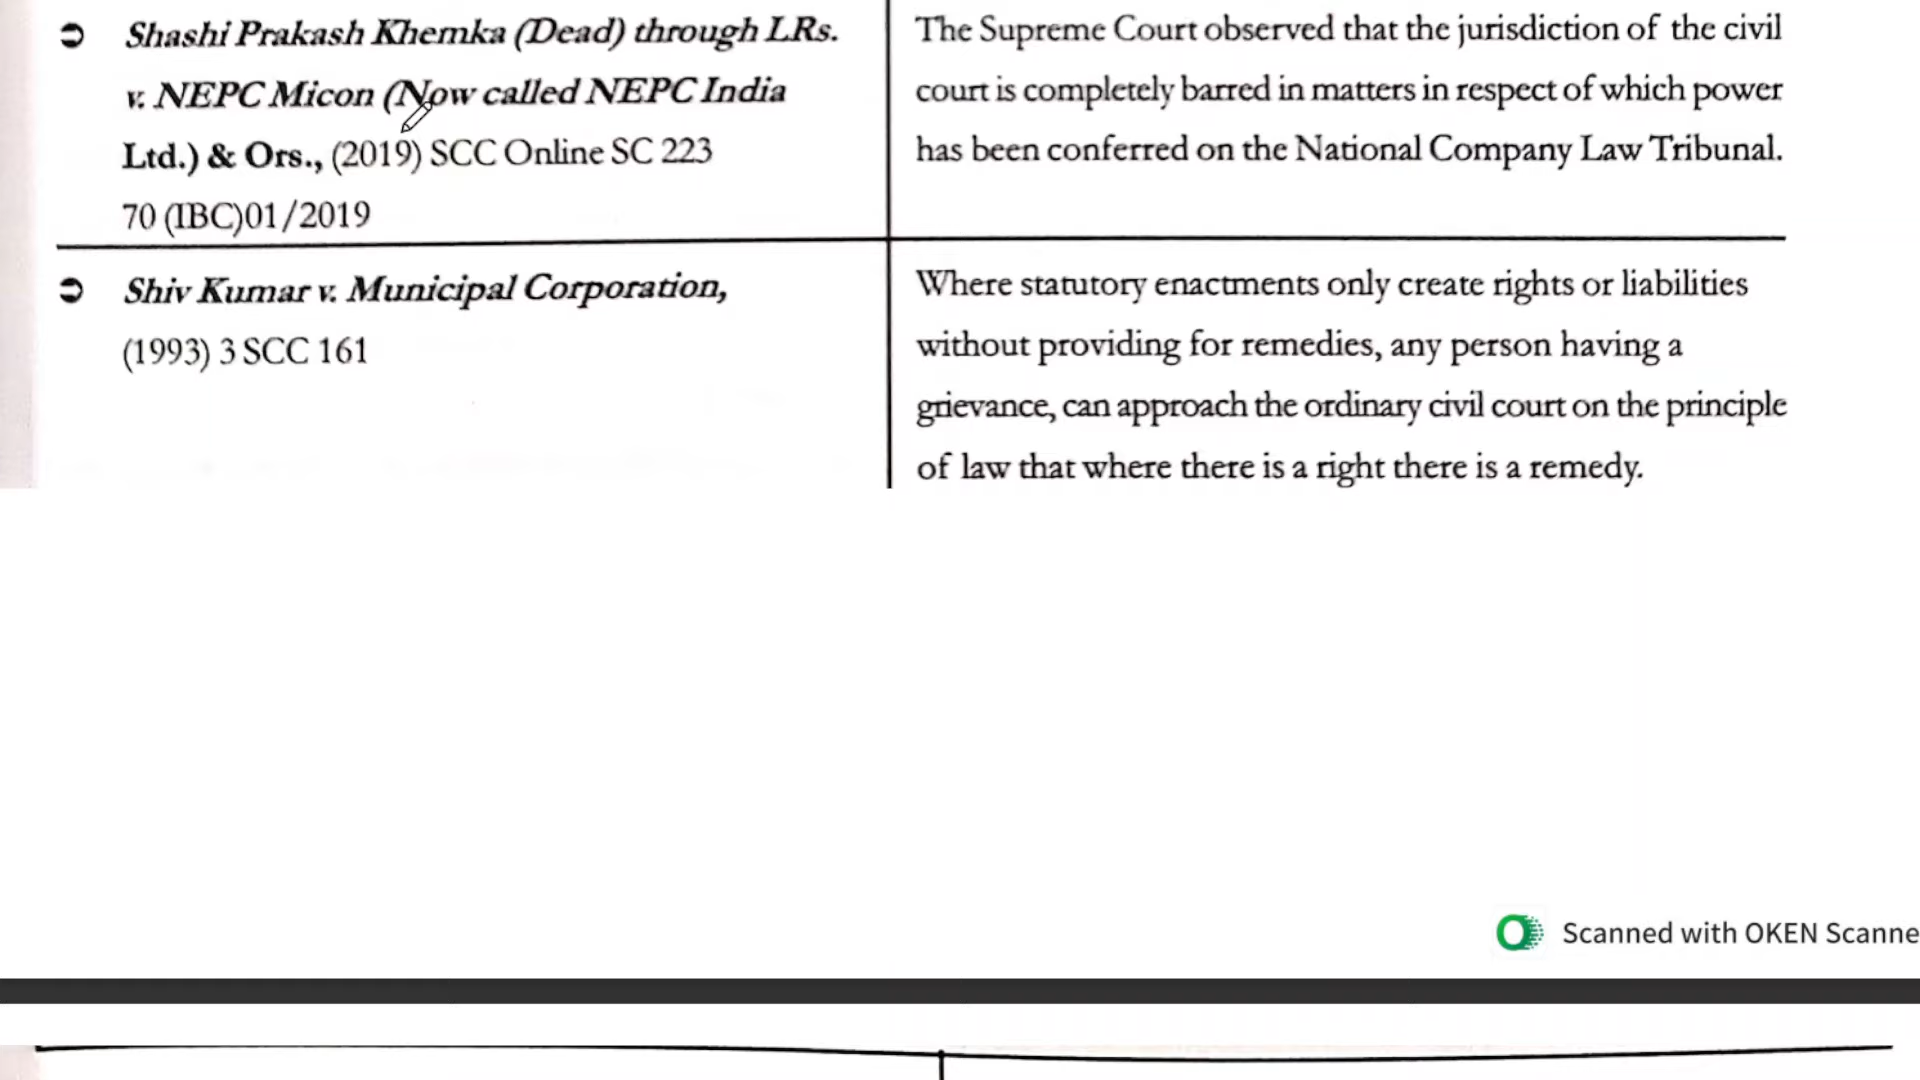 Shashi Prakash Khemka (Dead) through LRs.
v. NEPC Micon (Now called NEPC India
Ltd.) & Ors., (2019) SCC Online SC 223
70 (IBC)01/2019
The Supreme Court observed that the jurisdiction of the civil
court is completely barred in matters in respect of which power
has been conferred on the National Company Law Tribunal.
Shiv Kumar v. Municipal Corporation,
(1993) 3 SCC 161
Where statutory enactments only create rights or liabilities
without providing for remedies, any person having a
grievance, can approach the ordinary civil court on the principle
of law that where there is a right there is a remedy.
Scanned with OKEN Scanne